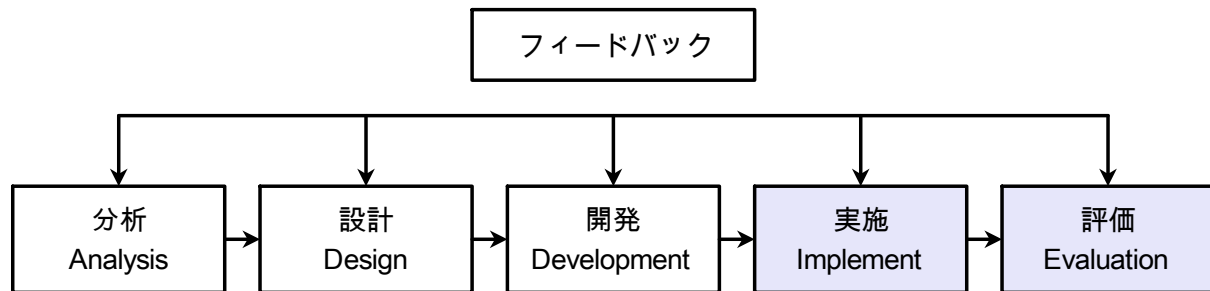 フィードバック
分析
Analysis
設計
Design
開発
Development
実施
Implement
評価
Evaluation